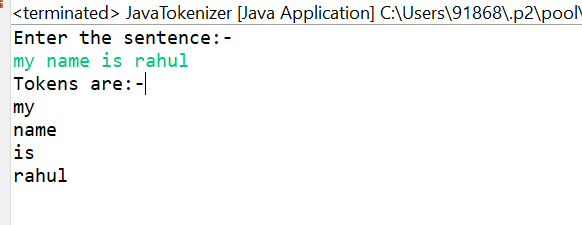 <terminated> JavaTokenizer [Java Application] C:\Users\91868\.p2\pool\
Enter the sentence:-
my name is rahul
Tokens are:-
my
name
is
rahul